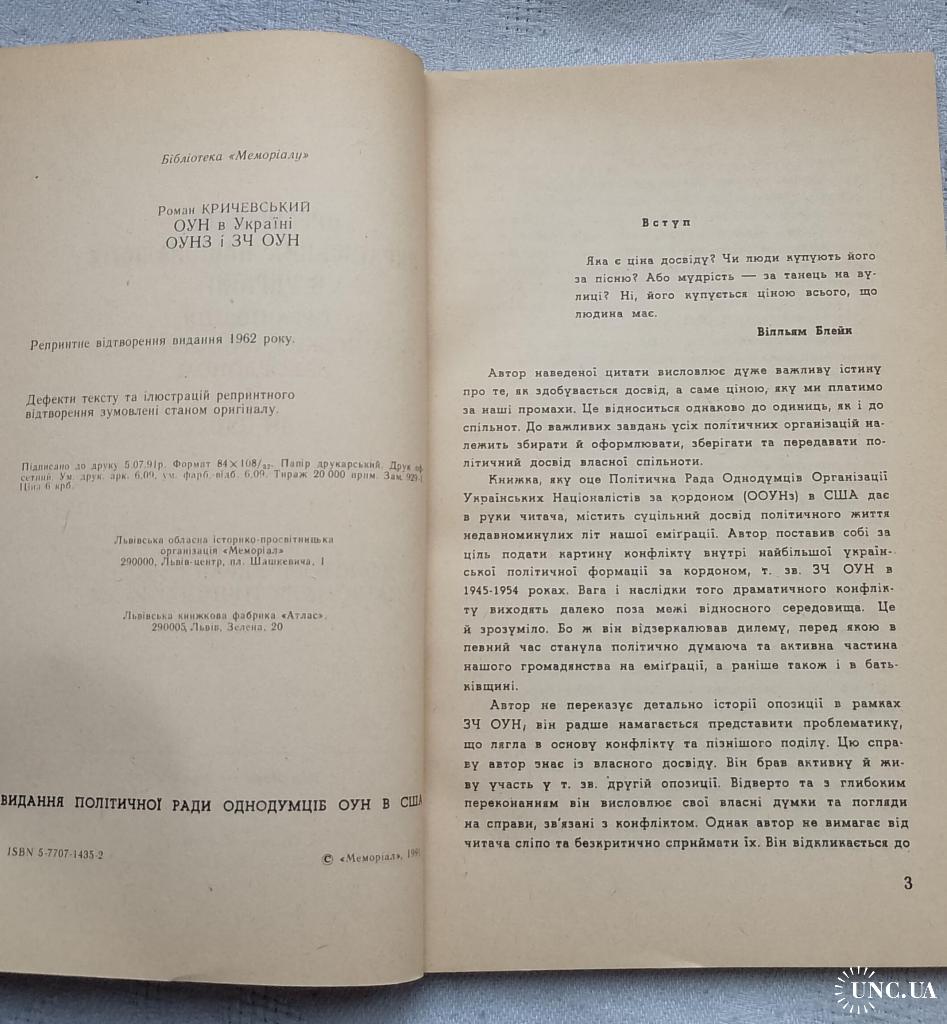 Бібліотека «Меморіалу»
Роман КРИЧЕВСЬКИЙ
ОУН в Україні
ОУНЗ і ЗЧ ОУН
Репринтне відтворення видання 1962 року.
Дефекти тексту та ілюстрацій репринтного
відтворення зумовлені станом оригіналу.
Підписано до друку 5.07.91р. Формат 84×108/32. Папір друкарський. Друк оф
сетний. Ум. друк. арк. 6,09, ум. фарб.-відб. 6,09. Тираж 20 000 прим. Зам. 929-1
Ціна 6 крб.
Львівська обласна історико-просвітницька
організація «Меморіал»
290000, Львів-центр, пл. Шашкевича, 1
Львівська книжкова фабрика «Атлас».
290005, Львів, Зелена, 20
ВИДАННЯ ПОЛІТИЧНОЇ РАДИ ОДНОДУМЦІВ ОУН В США
ISBN 5-7707-1435-2
© «Меморіал», 1991
Вступ
Яка є ціна досвіду? Чи люди купують його
за пісню? Або мудрість — за танець на ву-
лиці? Ні, його купується ціною всього, що
людина має.
Вілльям Блейк
Автор наведеної цитати висловлює дуже важливу істину
про те, як здобувається досвід, а саме ціною, яку ми платимо
за наші промахи. Це відноситься однаково до одиниць, як і до
спільнот. До важливих завдань усіх політичних організацій на-
лежить збирати й оформлювати, зберігати та передавати по-
літичний досвід власної спільноти.
Книжка, яку оце Політична Рада Однодумців Організації
Українських Націоналістів за кордоном (ООУНз) в США дає
в руки читача, містить суцільний досвід політичного життя
недавноминулих літ нашої еміграції. Автор поставив собі за
ціль подати картину конфлікту внутрі найбільшої україн-
ської політичної формації за кордоном, т. зв. ЗЧ ОУН в
1945-1954 роках. Вага і наслідки того драматичного конфлік-
ту виходять далеко поза межі відносного середовища. Це
й зрозуміло. Бо ж він відзеркалював дилему, перед якою в
певний час станула політично думаюча та активна частина
нашого громадянства на еміґрації, а раніше також і в бать-
ківщині.
Автор не переказує детально історії опозиції в рамках
ЗЧ ОУН, він радше намагається представити проблематику,
що лягла в основу конфлікту та пізнішого поділу. Цю спра-
ву автор знає із власного досвіду. Він брав активну й жи-
ву участь у т. зв. другій опозиції. Відверто та з глибоким
переконанням він висловлює свої власні думки та погляди
на справи, зв'язані з конфліктом. Однак автор не вимагає від
читача сліпо та безкритично сприймати їх. Він відкликається до
3
UNC.UA